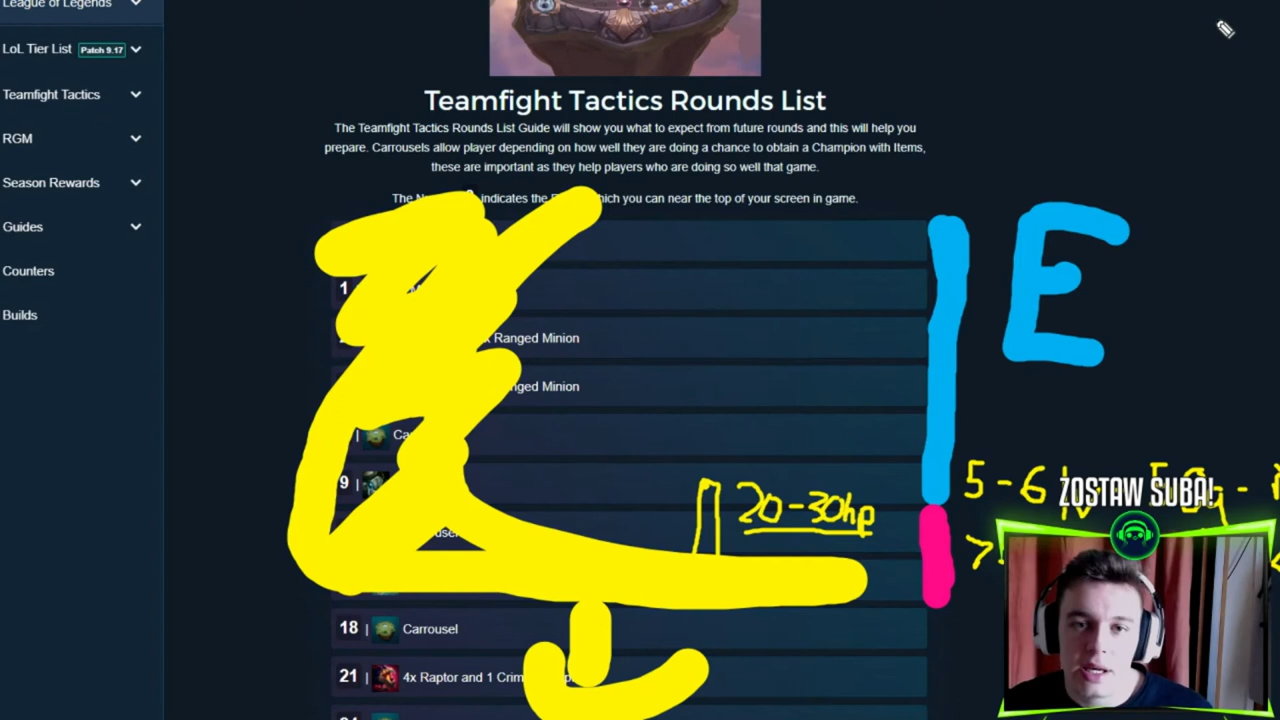 League of Legends
LoL Tier List Patch 9.17
Teamfight Tactics
RGM
Season Rewards
Guides
Counters
Builds
Teamfight Tactics Rounds List
The Teamfight Tactics Rounds List Guide will show you what to expect from future rounds and this will help you
prepare. Carrousels allow player depending on how well they are doing a chance to obtain a Champion with Items,
these are important as they help players who are doing so well that game.
The indicates the which you can near the top of your screen in game.
1 |
Ranged Minion
nged Minion
| Ca
9 |
usel
18 | Carrousel
21 | 4x Raptor and 1 Crim
E
20-30hp
5-6
ZOSTAW SUBA!